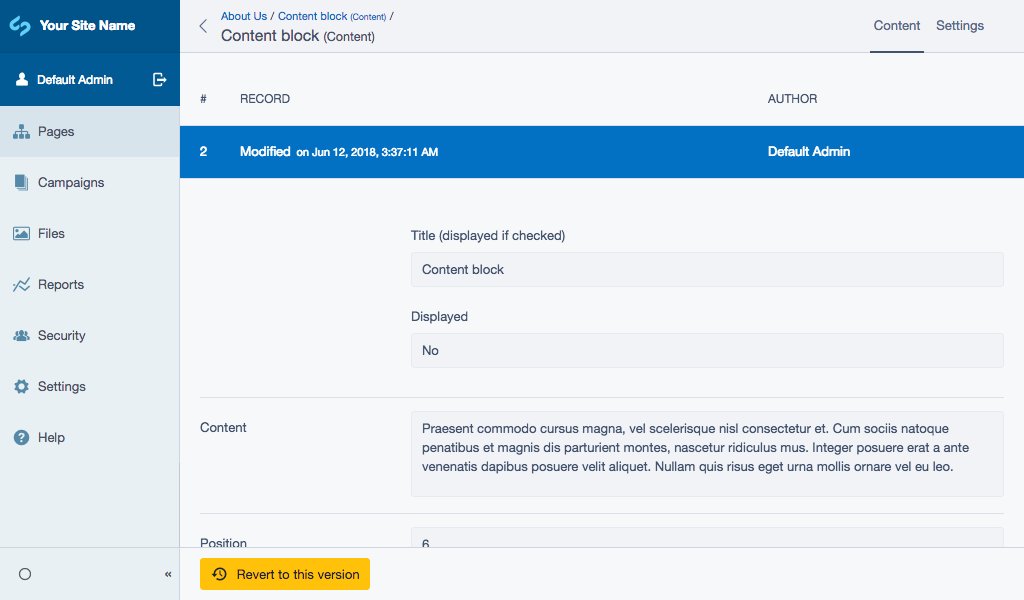 Your Site Name
Default Admin
Pages
Campaigns
Files
Reports
Security
Settings
Help
«
About Us / Content block (Content) /
Content block (Content)
Content Settings
# RECORD AUTHOR
2 Modified on Jun 12, 2018, 3:37:11 AM Default Admin
Title (displayed if checked)
Content block
Displayed
No
Content
Praesent commodo cursus magna, vel scelerisque nisl consectetur et. Cum sociis natoque
penatibus et magnis dis parturient montes, nascetur ridiculus mus. Integer posuere erat a ante
venenatis dapibus posuere velit aliquet. Nullam quis risus eget urna mollis ornare vel eu leo.
Position 6
Revert to this version